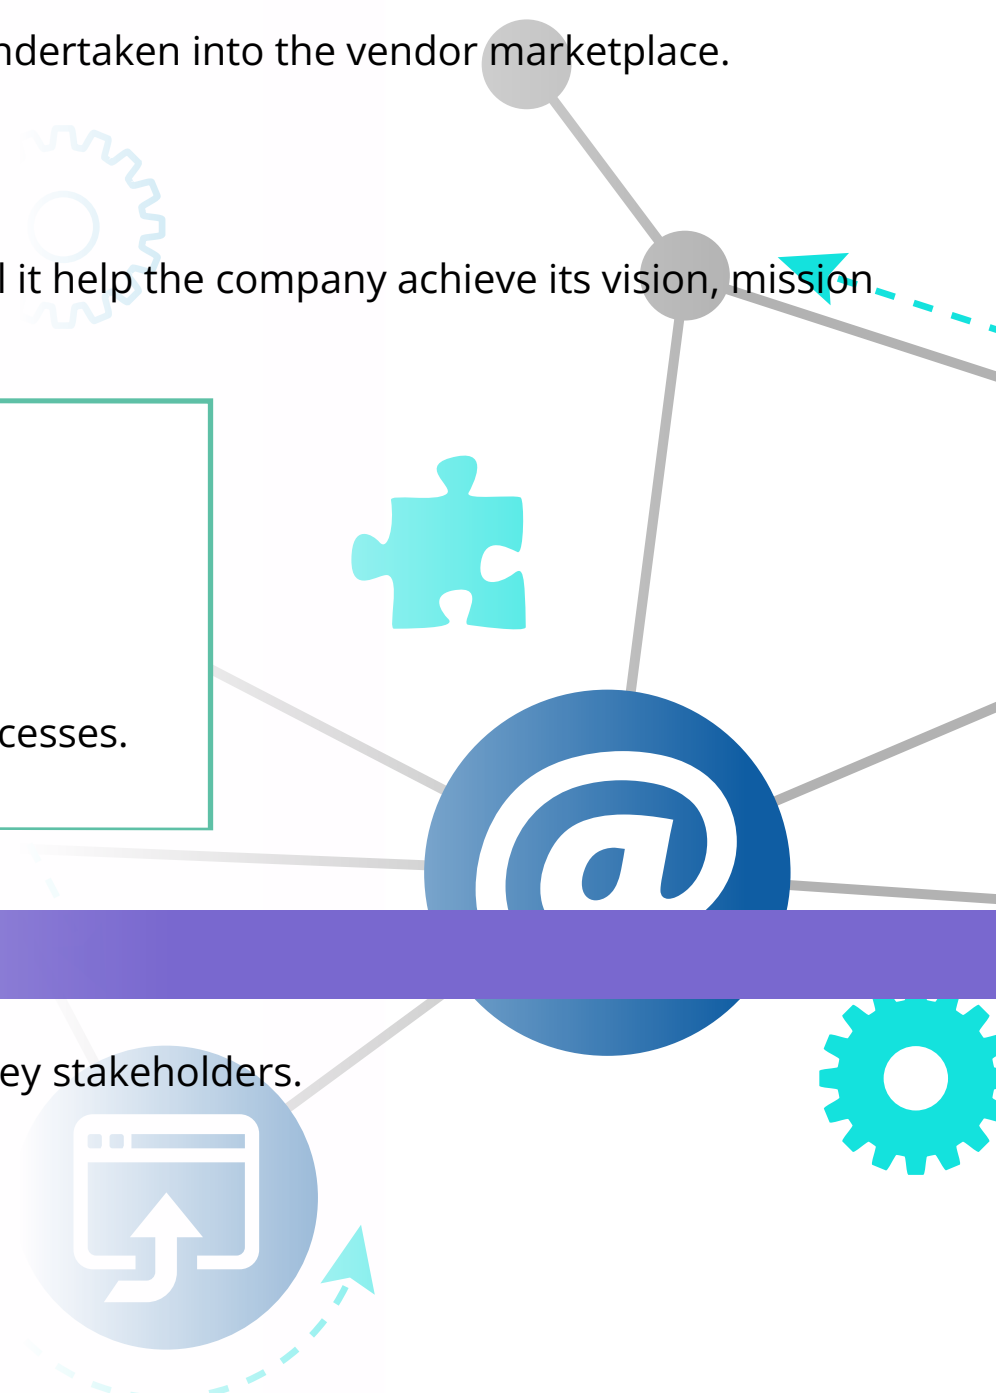 ndertaken into the vendor marketplace.
l it help the company achieve its vision, mission
cesses.
ey stakeholders.